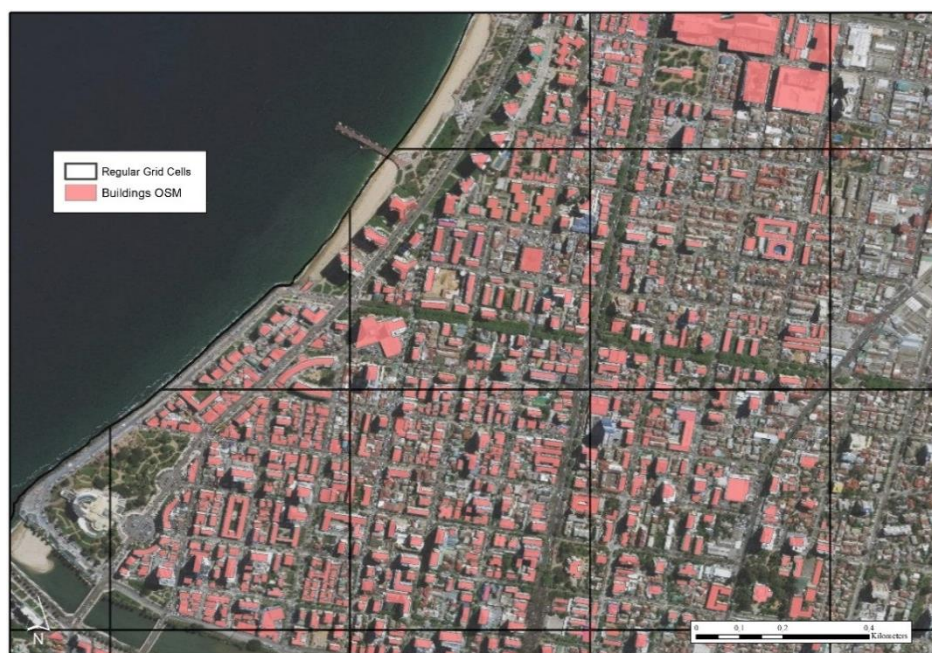 Regular Grid Cells
Buildings OSM
N
0 0,1 0,2 0,4
Kilometers